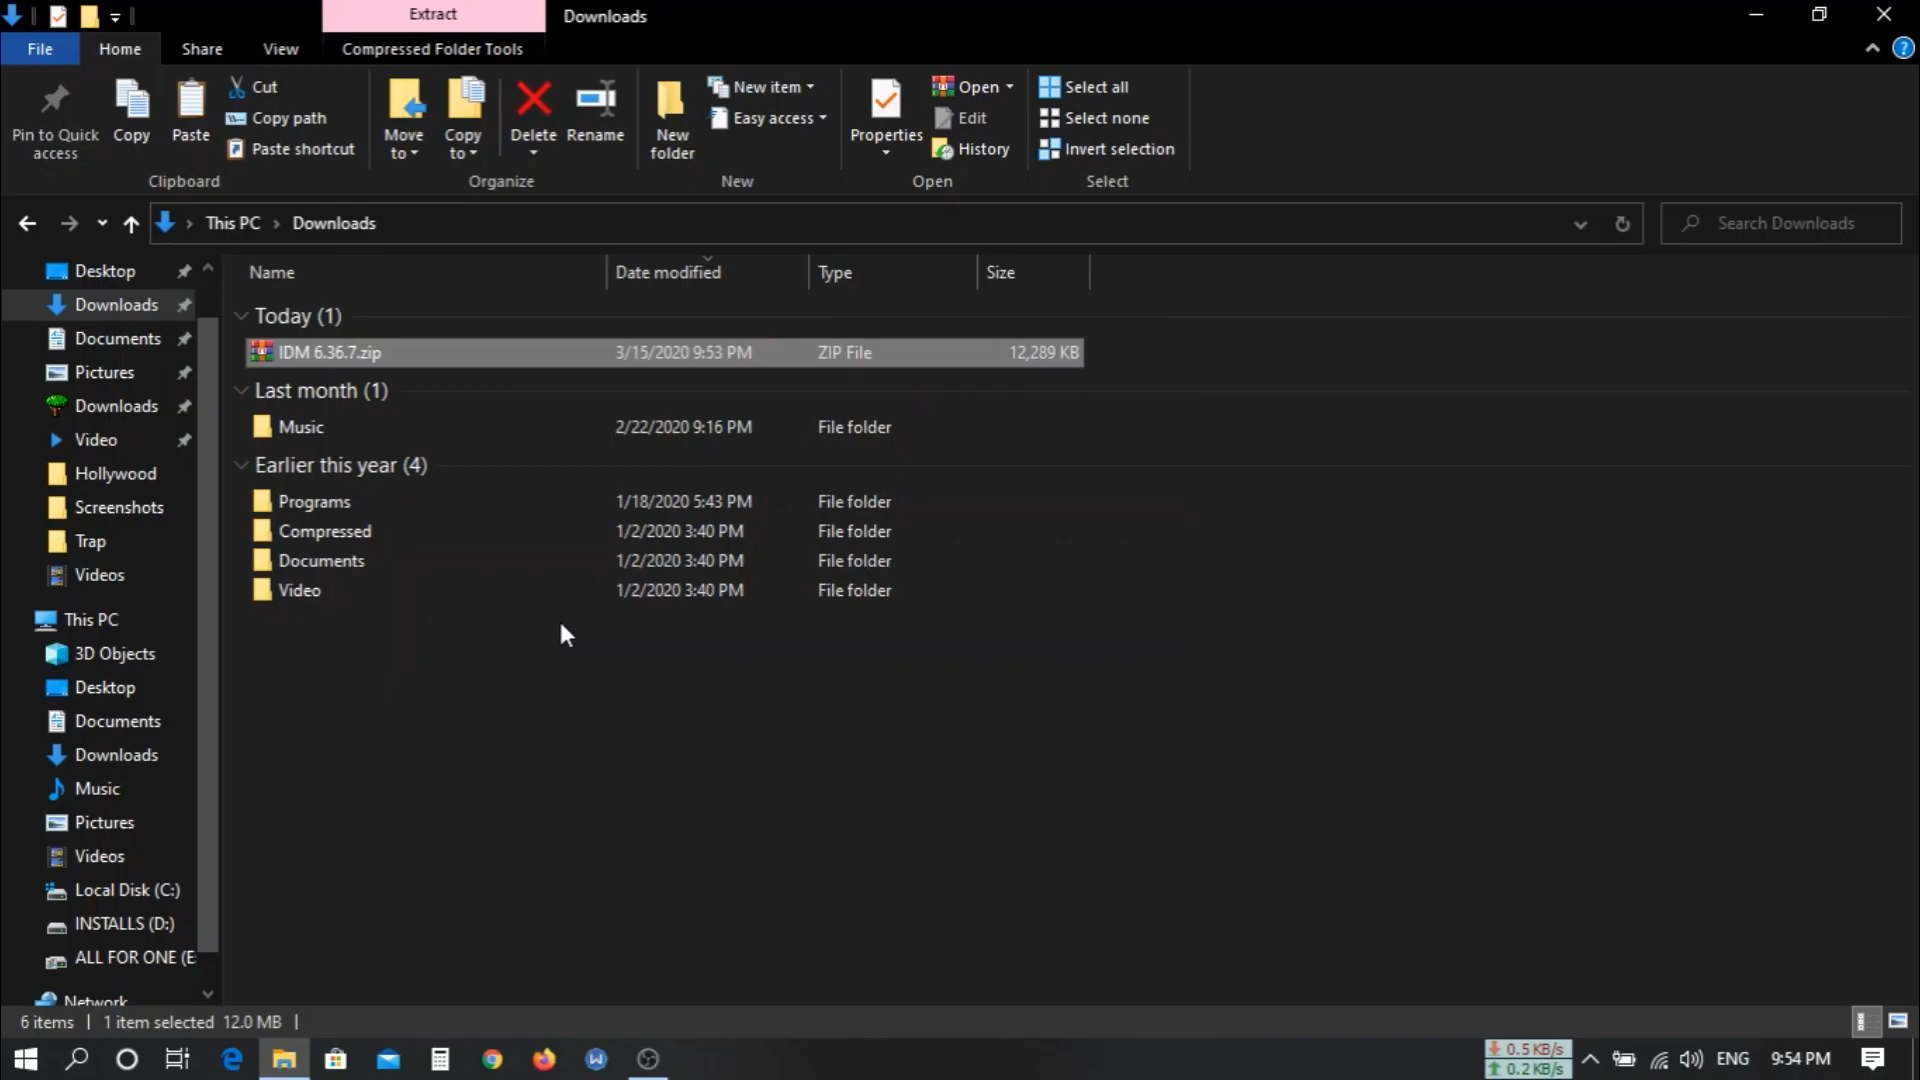 Extract
Downloads
File
Home
Share
View
Compressed Folder Tools
Pin to Quick access
Copy
Paste
Cut
Copy path
Paste shortcut
Clipboard
Move to
Copy to
Delete
Rename
Organize
New folder
New item
Easy access
New
Properties
Open
Edit
History
Open
Select all
Select none
Invert selection
Select
This PC > Downloads
Search Downloads
Desktop
Downloads
Documents
Pictures
Downloads
Video
Hollywood
Screenshots
Trap
Videos
This PC
3D Objects
Desktop
Documents
Downloads
Music
Pictures
Videos
Local Disk (C:)
INSTALLS (D:)
ALL FOR ONE (E
Network
Name Date modified Type Size
Today (1)
IDM 6.36.7.zip 3/15/2020 9:53 PM ZIP File 12,289 KB
Last month (1)
Music 2/22/2020 9:16 PM File folder
Earlier this year (4)
Programs 1/18/2020 5:43 PM File folder
Compressed 1/2/2020 3:40 PM File folder
Documents 1/2/2020 3:40 PM File folder
Video 1/2/2020 3:40 PM File folder
6 items | 1 item selected 12.0 MB |
0.5 KB/s
0.2 KB/s
ENG
9:54 PM